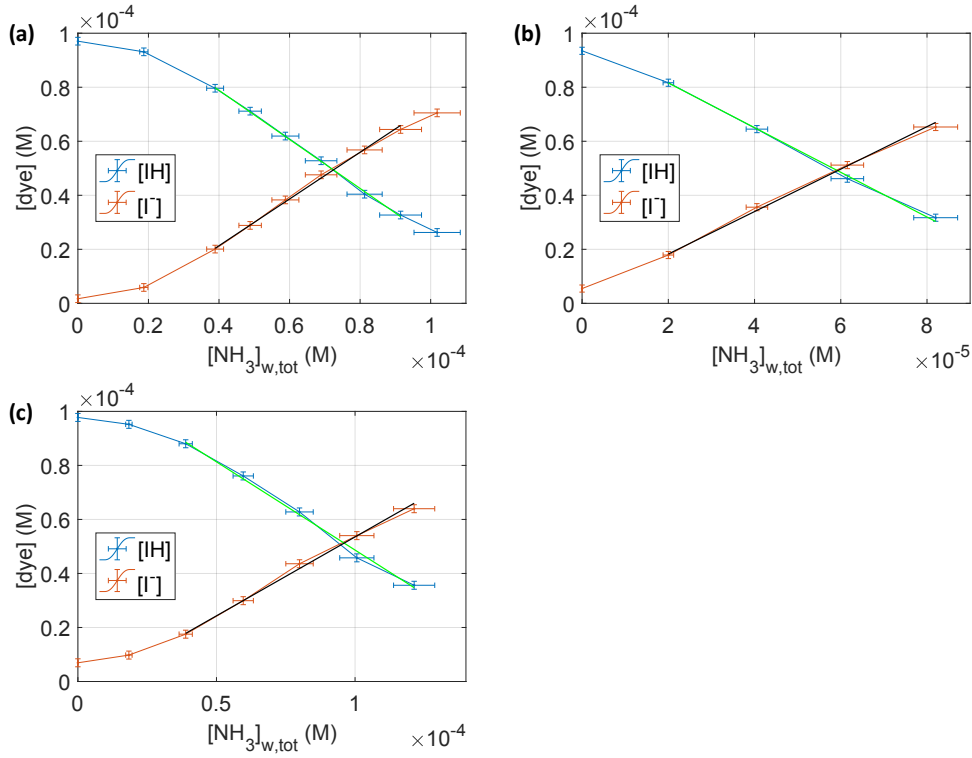 (a)
×10⁻⁴
1
0.8
0.6
0.4
0.2
0
[dye] (M)
[IH]
[I⁻]
0 0.2 0.4 0.6 0.8 1
[NH₃]w,tot (M)
×10⁻⁴
(b)
×10⁻⁴
1
0.8
0.6
0.4
0.2
0
[dye] (M)
[IH]
[I⁻]
0 2 4 6 8
[NH₃]w,tot (M)
×10⁻⁵
(c)
×10⁻⁴
1
0.8
0.6
0.4
0.2
0
[dye] (M)
[IH]
[I⁻]
0 0.5 1
[NH₃]w,tot (M)
×10⁻⁴